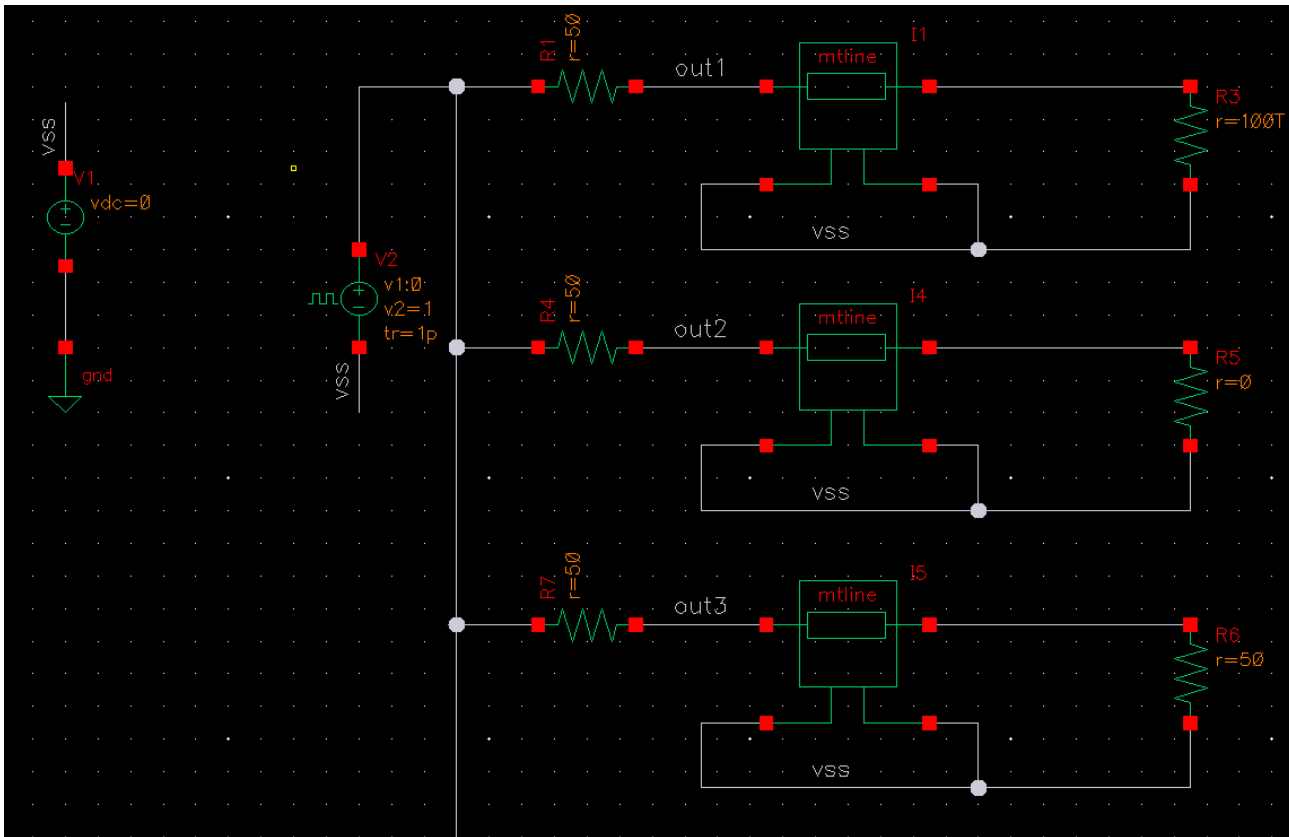 vss
V1
vdc=0
gnd
V2
v1:0
v2=1
tr=1p
vss
R1
r=50
out1
mtline
I1
vss
R3
r=100T
R4
r=50
out2
mtline
I4
vss
R5
r=0
R7
r=50
out3
mtline
I5
vss
R6
r=50